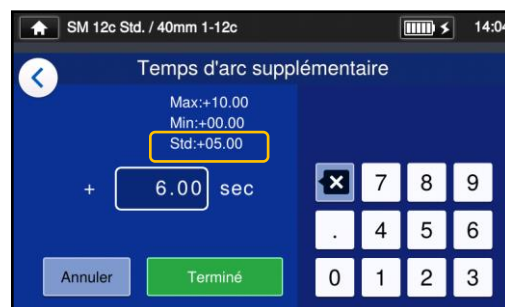 SM 12c Std. / 40mm 1-12c 14:04
Temps d'arc supplémentaire
Max:+10.00
Min:+00.00
Std:+05.00
+ 6.00 sec
7 8 9
. 4 5 6
0 1 2 3
Annuler Terminé